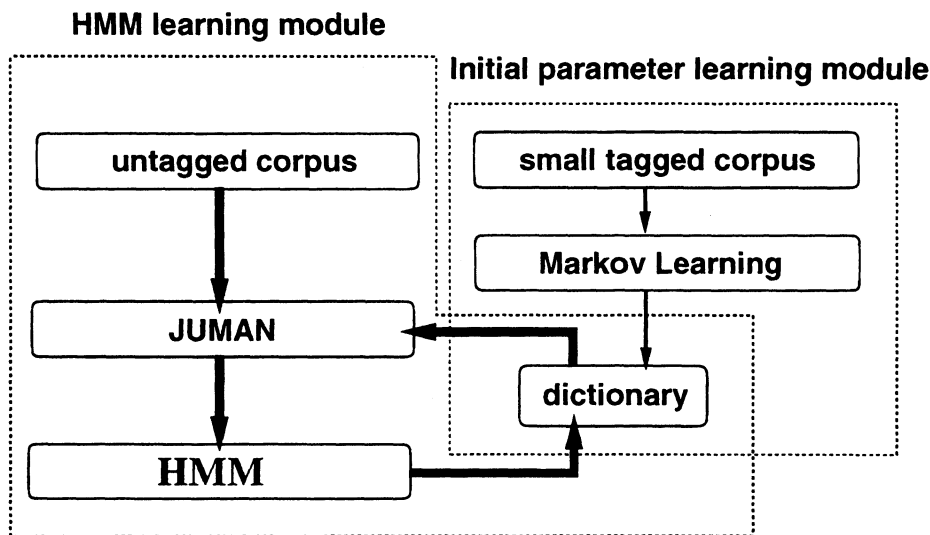 HMM learning module
Initial parameter learning module
untagged corpus
small tagged corpus
Markov Learning
JUMAN
dictionary
HMM